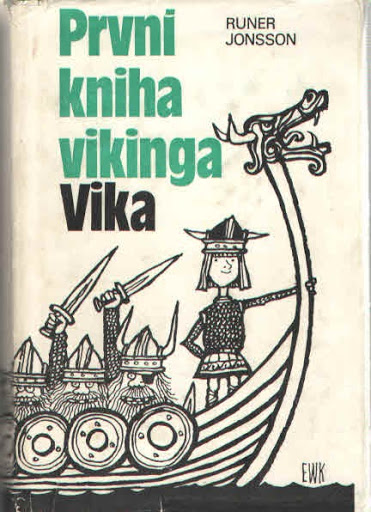 První
kniha
vikinga
Vika
RUNER
JONSSON
EWK